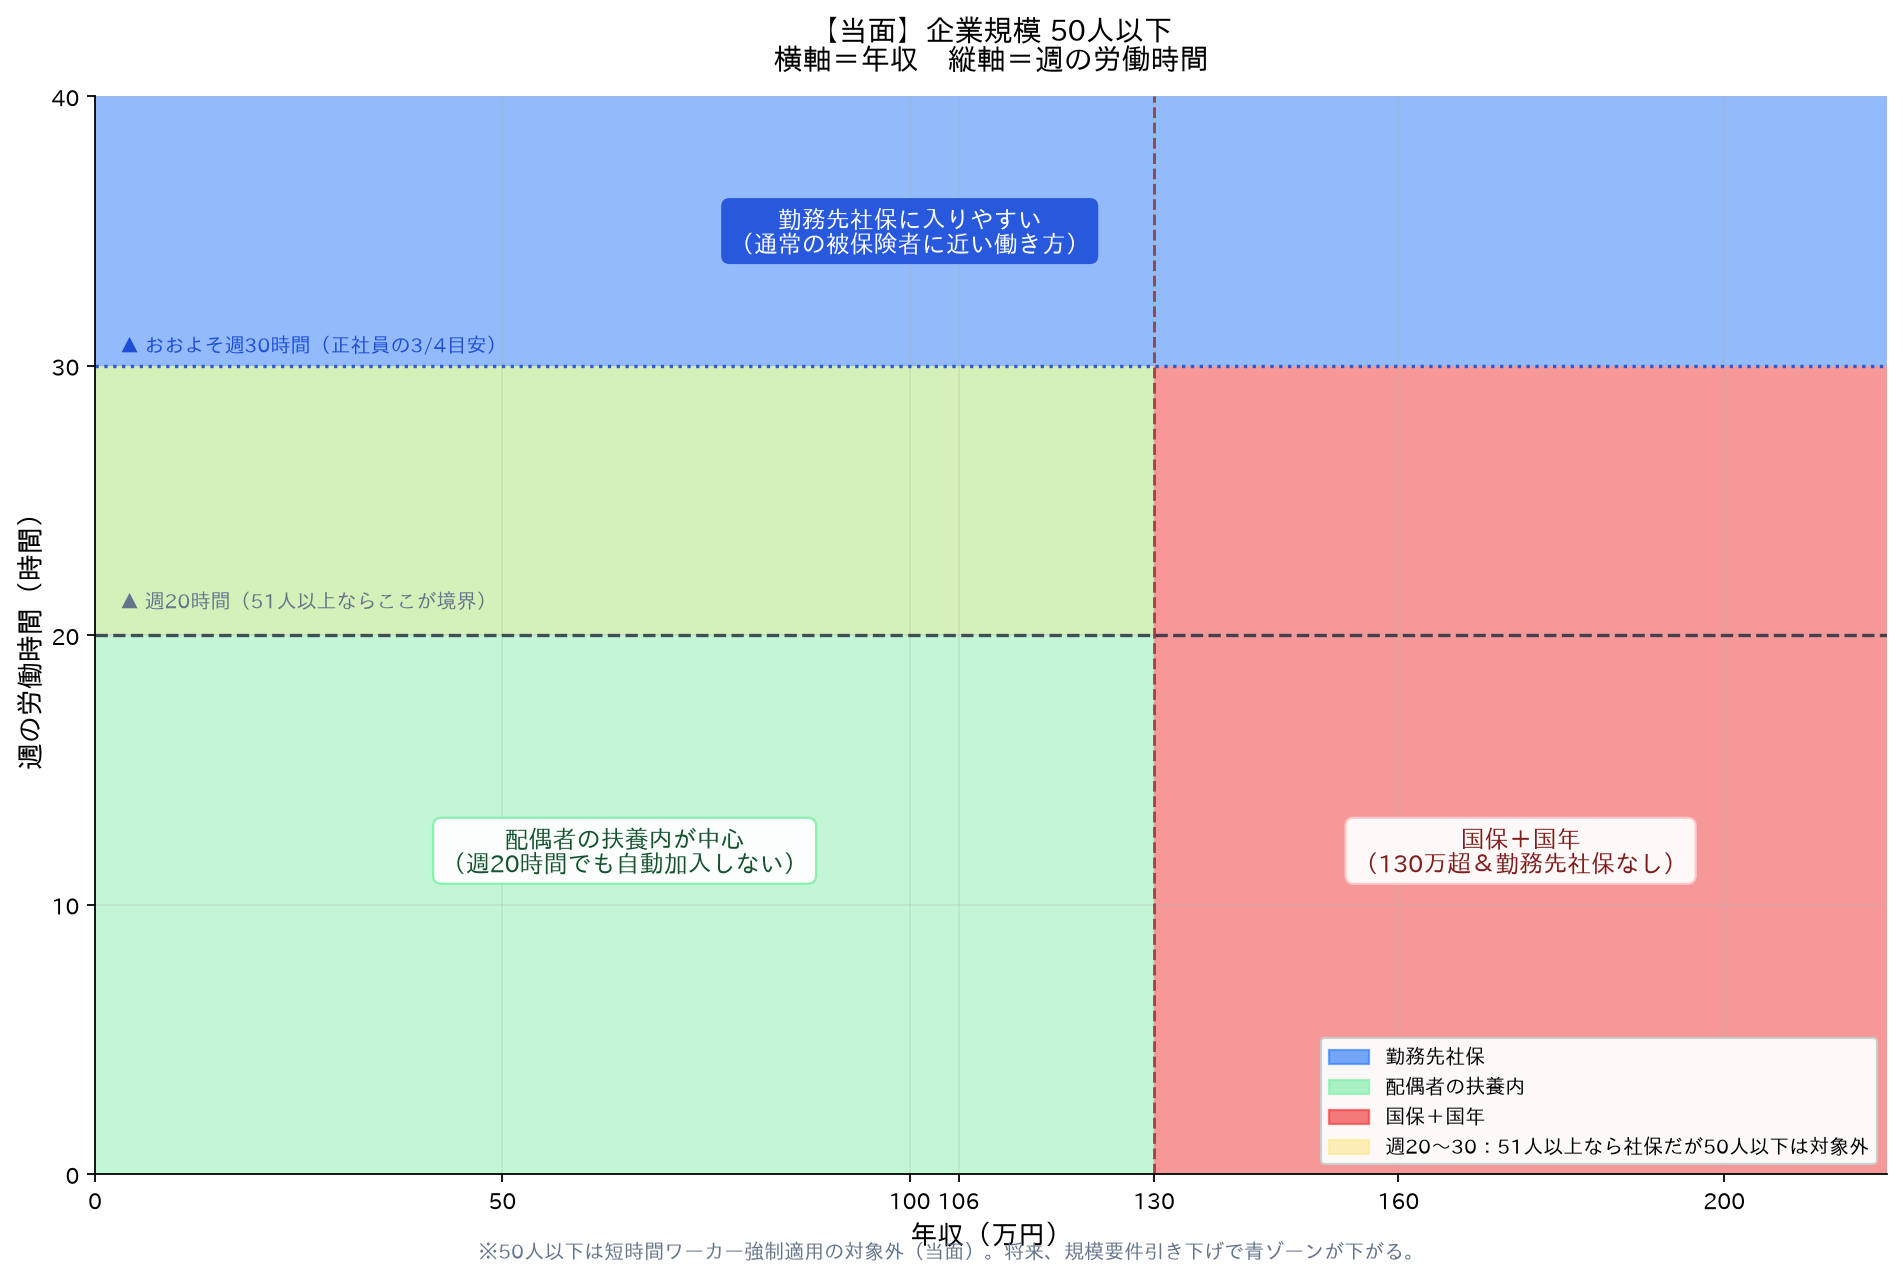 【当面】企業規模 50人以下
横軸＝年収　縦軸＝週の労働時間
40
勤務先社保に入りやすい
（通常の被保険者に近い働き方）
▲ おおよそ週30時間（正社員の3/4目安）
30
週の労働時間（時間）
▲ 週20時間（51人以上ならここが境界）
20
配偶者の扶養内が中心
（週20時間でも自動加入しない）
国保＋国年
（130万超＆勤務先社保なし）
10
勤務先社保
配偶者の扶養内
国保＋国年
週20～30：51人以上なら社保だが50人以下は対象外
0
0 50 100 106 130 160 200
年収（万円）
※50人以下は短時間ワーカー強制適用の対象外（当面）。将来、規模要件引き下げで青ゾーンが下がる。